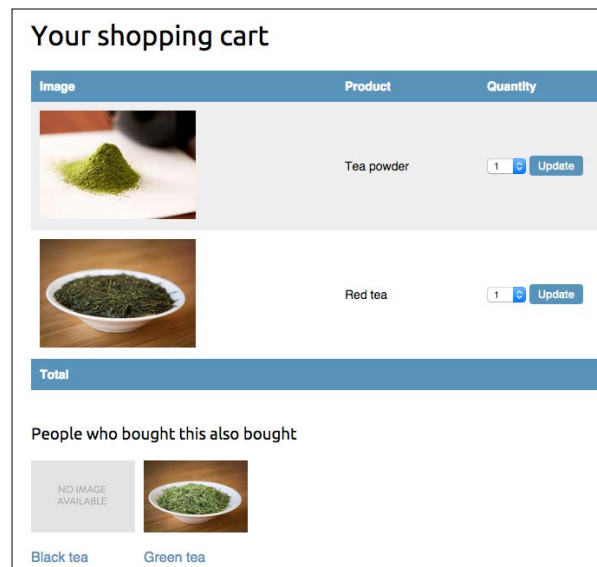 Your shopping cart
Image Product Quantity
Tea powder 1 Update
Red tea 1 Update
Total
People who bought this also bought
NO IMAGE
AVAILABLE
Black tea Green tea